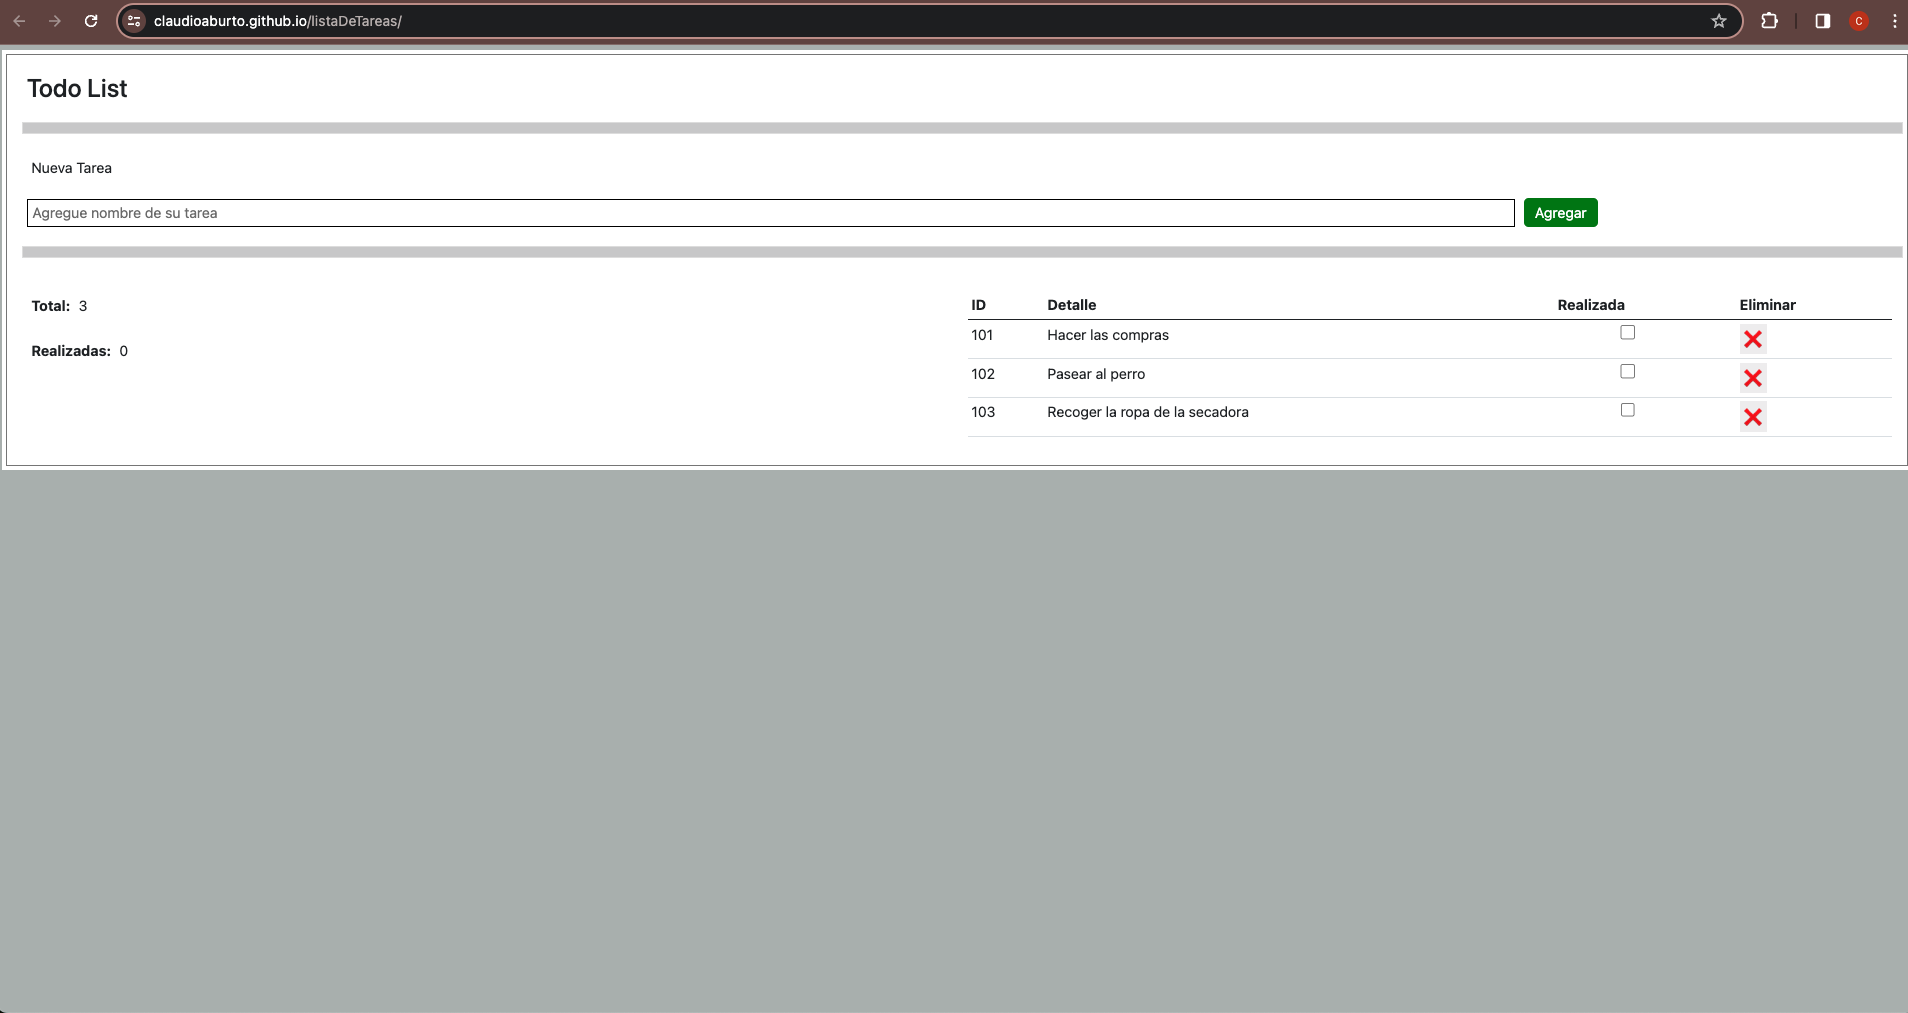 claudioaburto.github.io/listaDeTareas/
C
Todo List
Nueva Tarea
Agregue nombre de su tarea
Agregar
Total: 3
Realizadas: 0
ID Detalle Realizada Eliminar
101 Hacer las compras
102 Pasear al perro
103 Recoger la ropa de la secadora